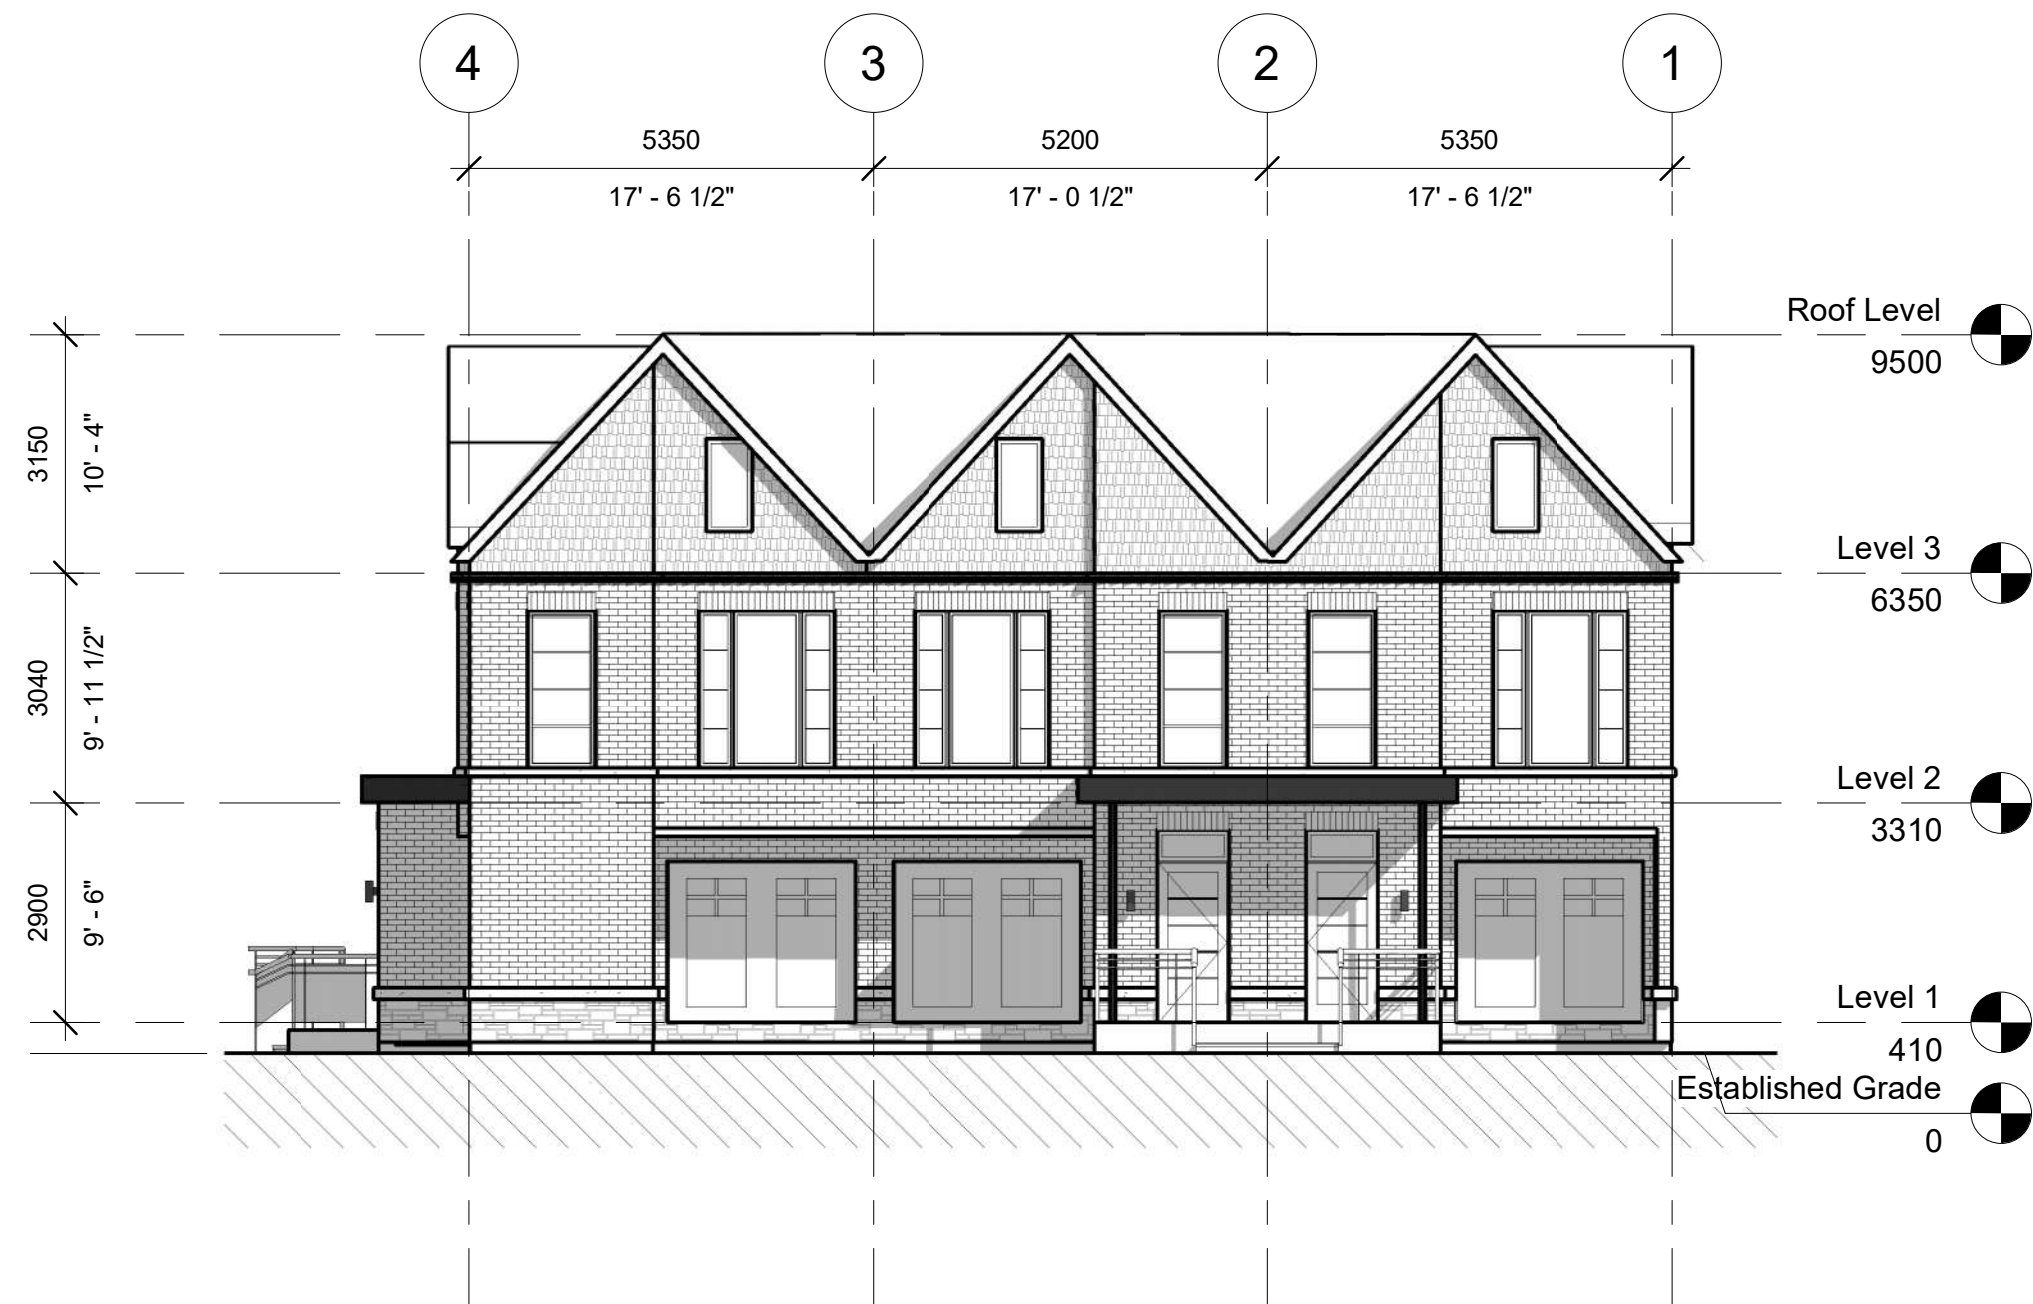 4
3
2
1
5350
5200
5350
17' - 6 1/2"
17' - 0 1/2"
17' - 6 1/2"
Roof Level
9500
3150
10' - 4"
Level 3
6350
3040
9' - 11 1/2"
Level 2
3310
2900
9' - 6"
Level 1
410
Established Grade
0